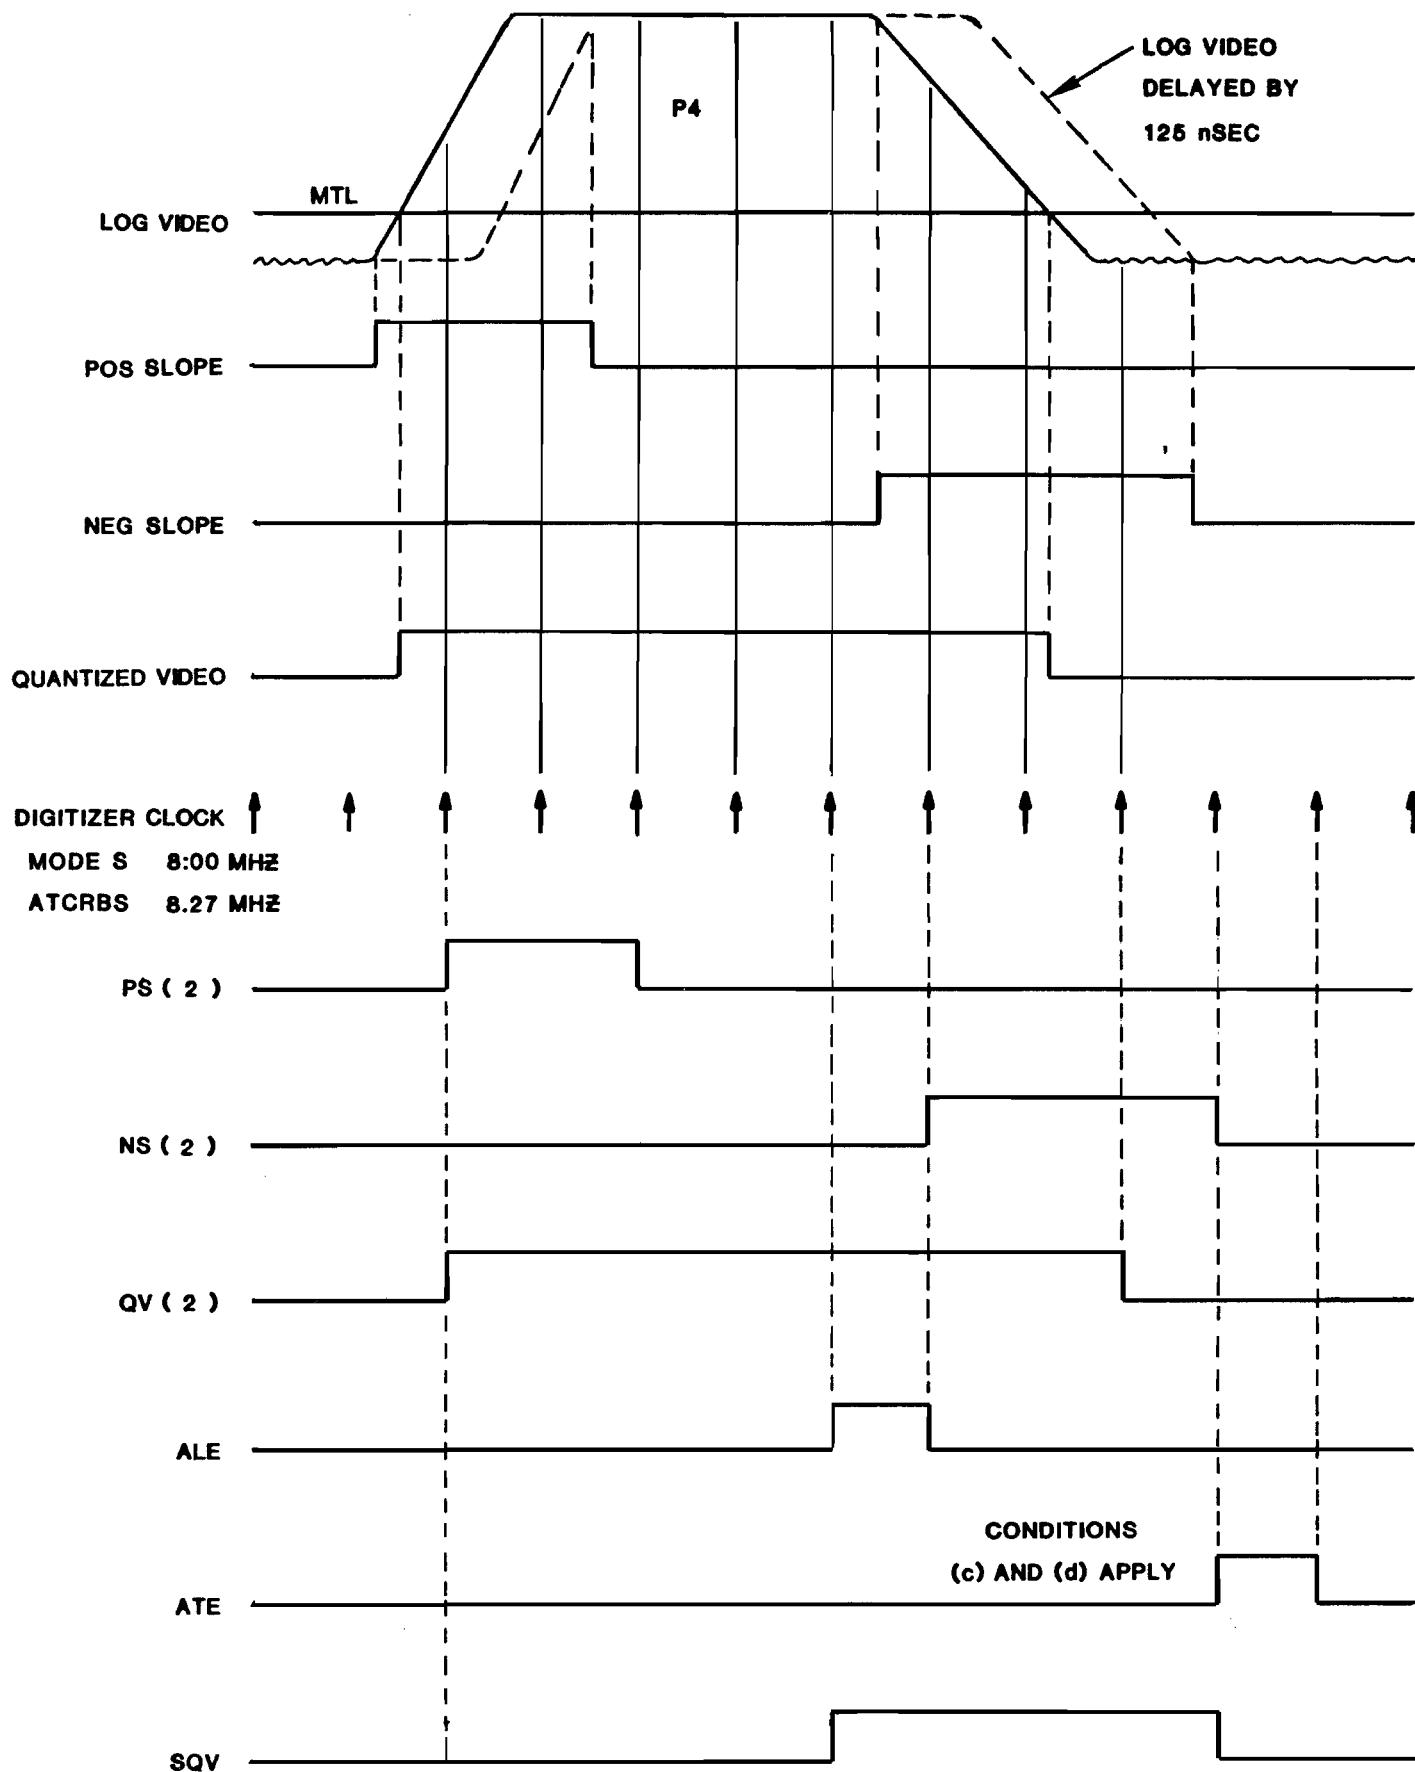 LOG VIDEO
DELAYED BY
125 nSEC
P4
MTL
LOG VIDEO
POS SLOPE
NEG SLOPE
QUANTIZED VIDEO
DIGITIZER CLOCK
MODE S 8:00 MHZ
ATCRBS 8.27 MHZ
PS ( 2 )
NS ( 2 )
QV ( 2 )
ALE
CONDITIONS
(c) AND (d) APPLY
ATE
SQV